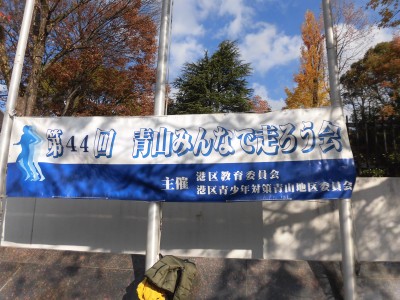 第44回 青山みんなで走ろう会
主催 港区教育委員会
港区青少年対策青山地区委員会